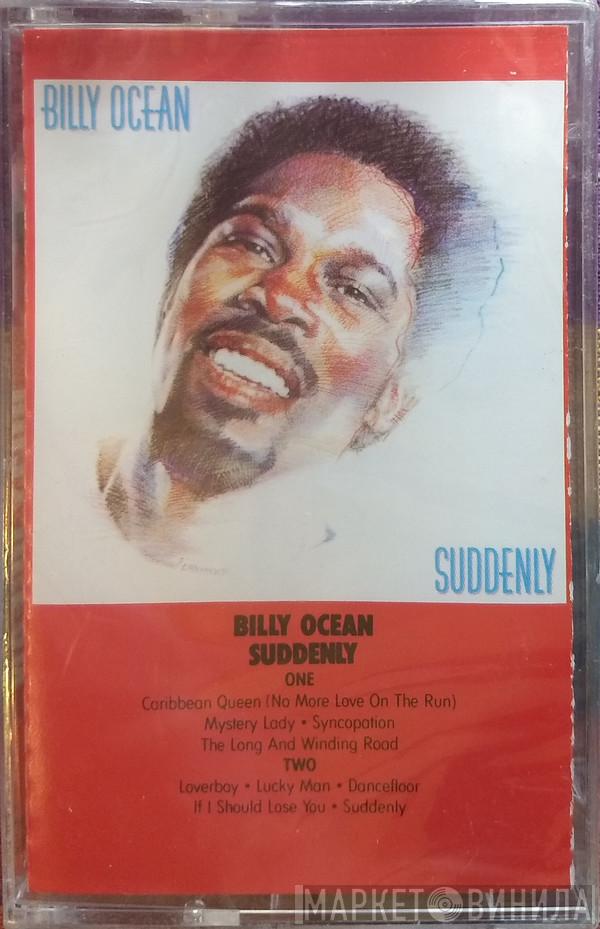 BILLY OCEAN
SUDDENLY
BILLY OCEAN
SUDDENLY
ONE
Caribbean Queen (No More Love On The Run)
Mystery Lady • Syncopation
The Long And Winding Road
TWO
Loverboy • Lucky Man • Dancefloor
If I Should Lose You • Suddenly
МАРКЕТ ВИНИЛА